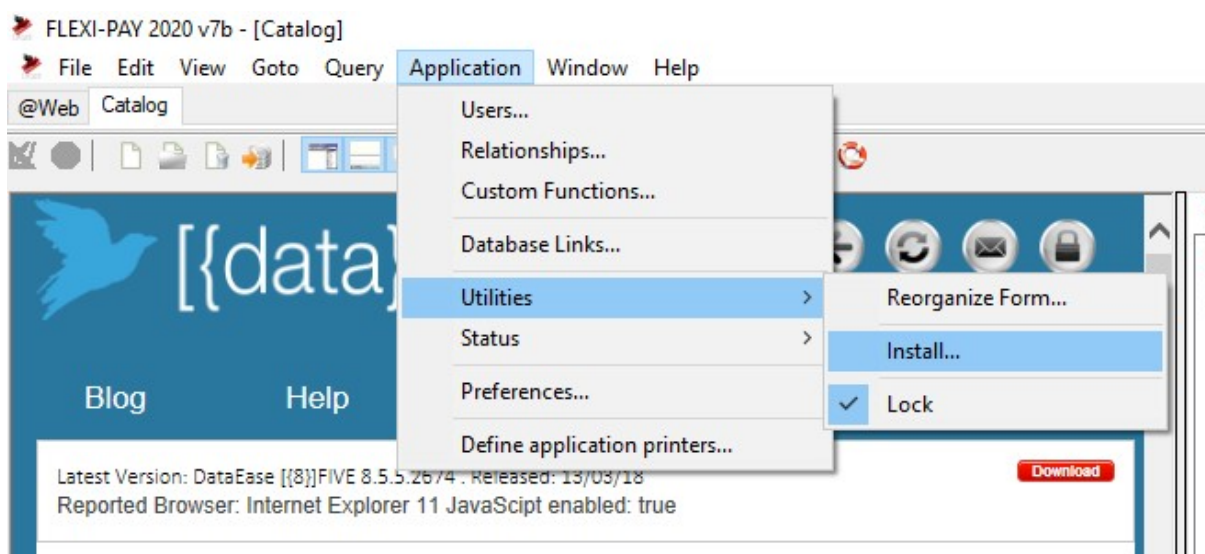 FLEXI-PAY 2020 v7b - [Catalog]
File Edit View Goto Query Application Window Help
@Web Catalog
Users...
Relationships...
Custom Functions...
[{data}
Database Links...
Utilities > Reorganize Form...
Status > Install...
Blog Help Preferences... Lock
Define application printers...
Latest Version: DataEase [{8}]FIVE 8.5.5.2674 . Released: 13/03/18 Download
Reported Browser: Internet Explorer 11 JavaScipt enabled: true